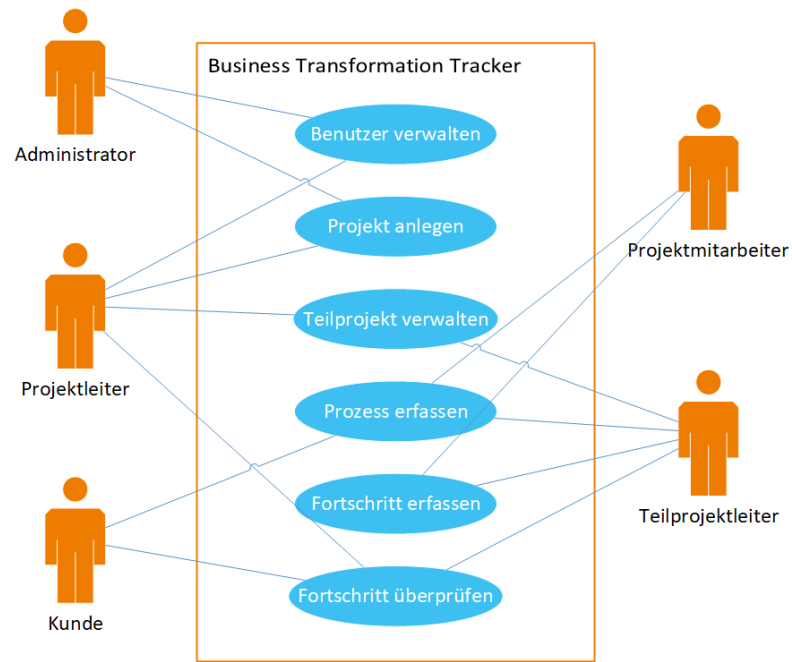 Business Transformation Tracker
Administrator
Benutzer verwalten
Projekt anlegen
Projektmitarbeiter
Teilprojekt verwalten
Projektleiter
Prozess erfassen
Fortschritt erfassen
Teilprojektleiter
Fortschritt überprüfen
Kunde